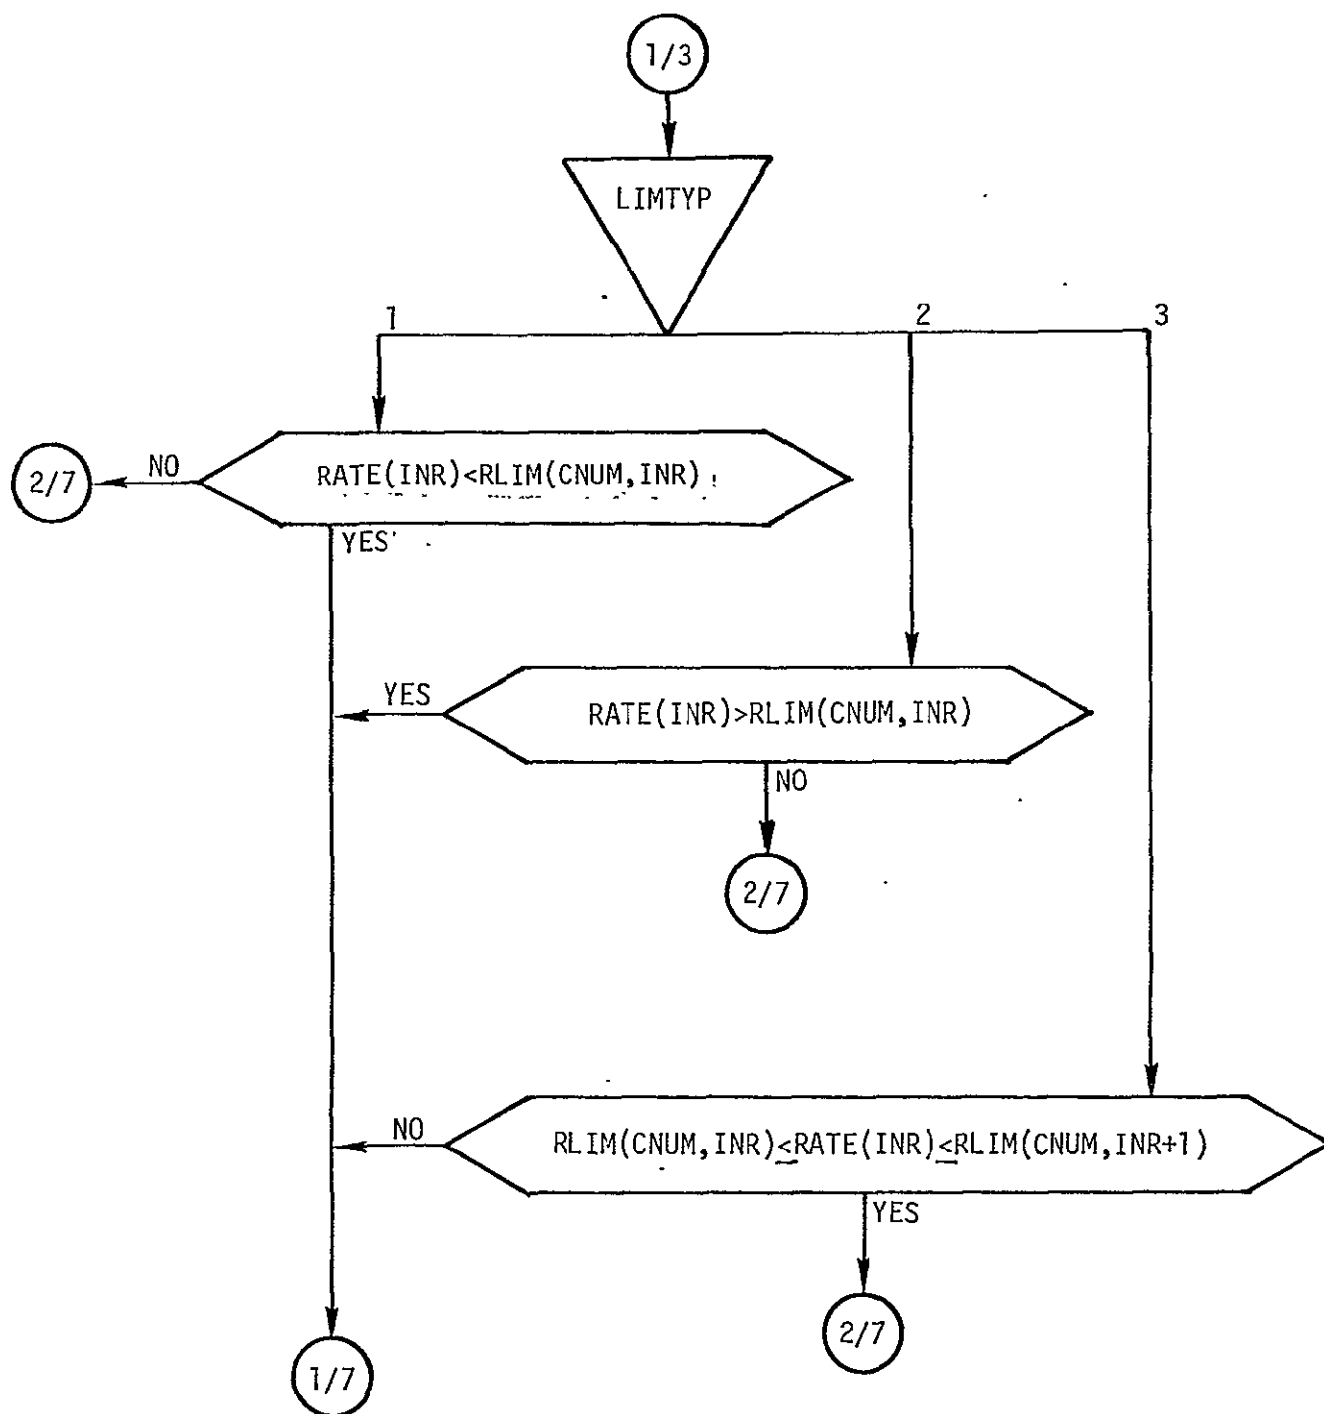 1/3
LIMTYP
1
2
3
2/7
NO
RATE(INR)<RLIM(CNUM,INR)
YES
YES
RATE(INR)>RLIM(CNUM,INR)
NO
2/7
NO
RLIM(CNUM,INR)≤RATE(INR)≤RLIM(CNUM,INR+1)
YES
2/7
1/7